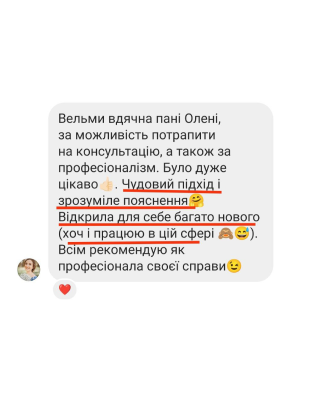 Вельми вдячна пані Олені,
за можливість потрапити
на консультацію, а також за
професіоналізм. Було дуже
цікаво👍🏻. Чудовий підхід і
зрозуміле пояснення🤗
Відкрила для себе багато нового
(хоч і працюю в цій сфері 🙈😅).
Всім рекомендую як
професіонала своєї справи😉